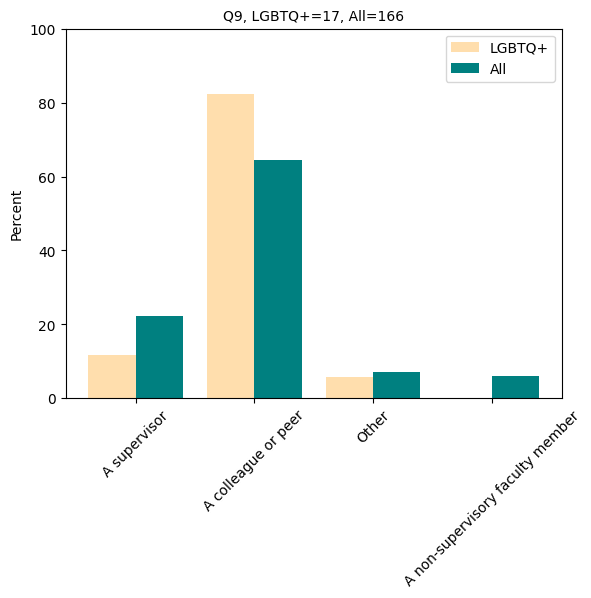 Q9, LGBTQ+=17, All=166
100
80
60
40
20
0
Percent
LGBTQ+
All
A supervisor
A colleague or peer
Other
A non-supervisory faculty member